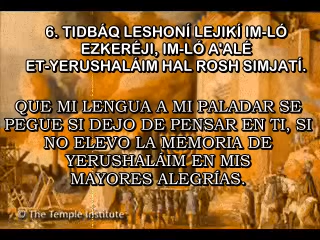 6. TIDBÁQ LESHONÍ LEJIKÍ IM-LÓ
EZKERÉJI, IM-LÓ A'ALÊ
ET-YERUSHALÁIM HAL ROSH SIMJATÍ.
QUE MI LENGUA A MI PALADAR SE
PEGUE SI DEJO DE PENSAR EN TI, SI
NO ELEVO LA MEMORIA DE
YERUSHALÁIM EN MIS
MAYORES ALEGRÍAS.
© The Temple Institute